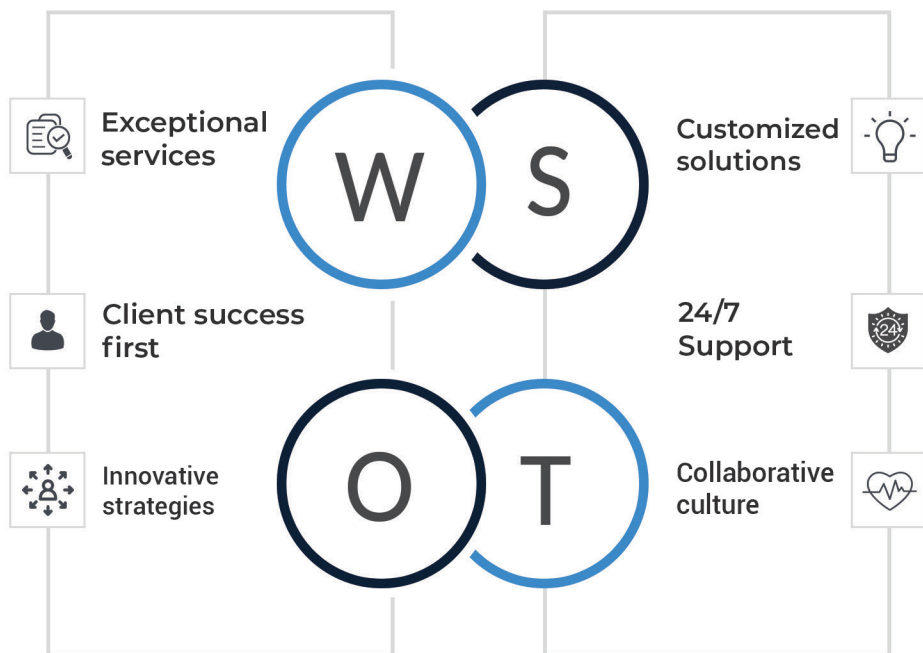 Exceptional
services
W
S
Customized
solutions
Client success
first
24/7
Support
24
Innovative
strategies
O
T
Collaborative
culture